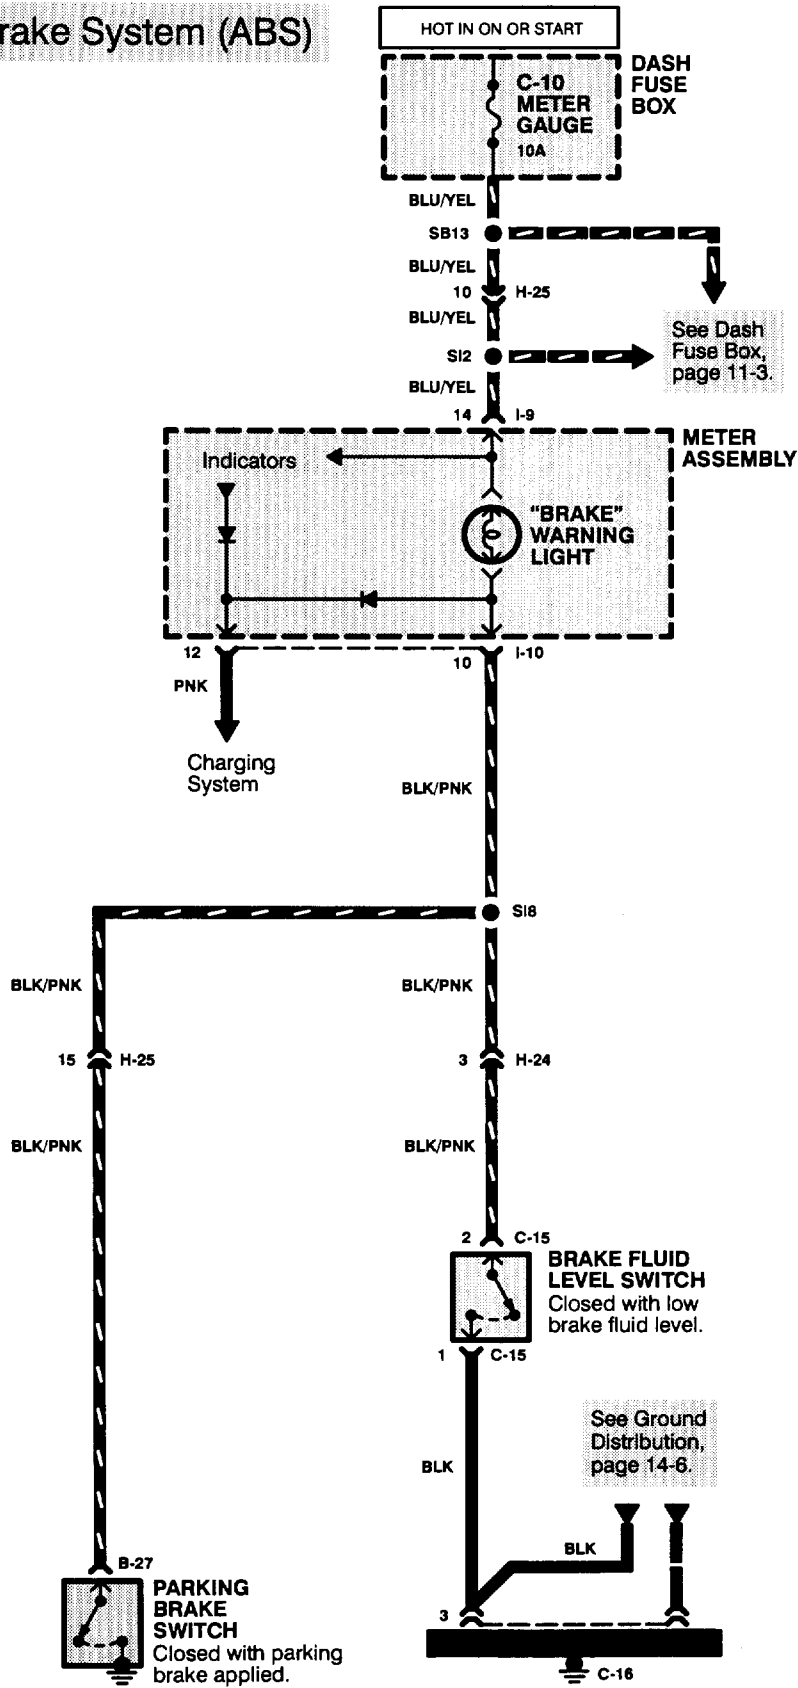 rake System (ABS)
HOT IN ON OR START
DASH
FUSE
BOX
C-10
METER
GAUGE
10A
BLU/YEL
SB13
BLU/YEL
10 H-25
BLU/YEL
SI2
See Dash
Fuse Box,
page 11-3.
BLU/YEL
14 I-9
METER
ASSEMBLY
Indicators
"BRAKE"
WARNING
LIGHT
12
10 I-10
PNK
Charging
System
BLK/PNK
SI8
BLK/PNK
BLK/PNK
15 H-25
3 H-24
BLK/PNK
BLK/PNK
2 C-15
BRAKE FLUID
LEVEL SWITCH
Closed with low
brake fluid level.
1 C-15
See Ground
Distribution,
page 14-6.
BLK
BLK
B-27
PARKING
BRAKE
SWITCH
Closed with parking
brake applied.
3
C-16